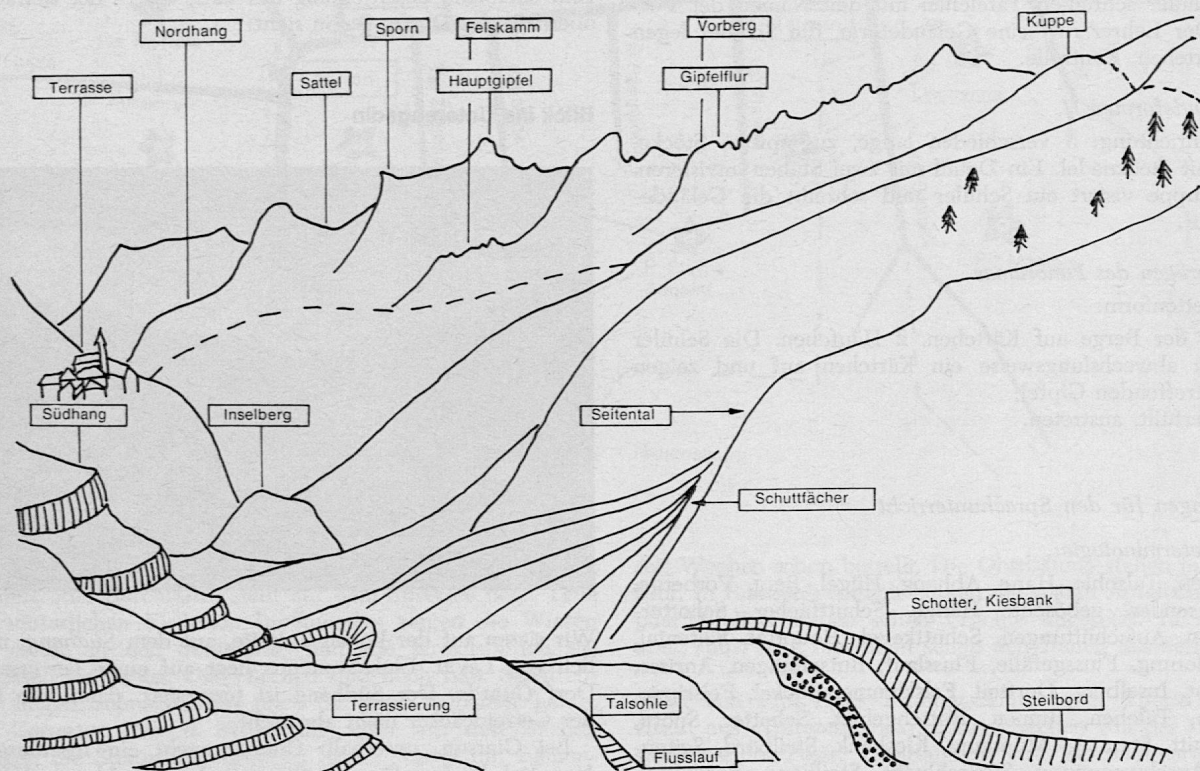 Nordhang
Sporn
Felskamm
Vorberg
Kuppe
Terrasse
Sattel
Hauptgipfel
Gipfelflur
Südhang
Inselberg
Seitental
Schuttfächer
Schotter, Kiesbank
Terrassierung
Talsohle
Steilbord
Flusslauf